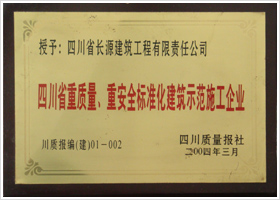 授予：四川省长源建筑工程有限责任公司
四川省重质量、重安全标准化建筑示范施工企业
川质报编(建)01－002
四川质量报社
二00四年三月